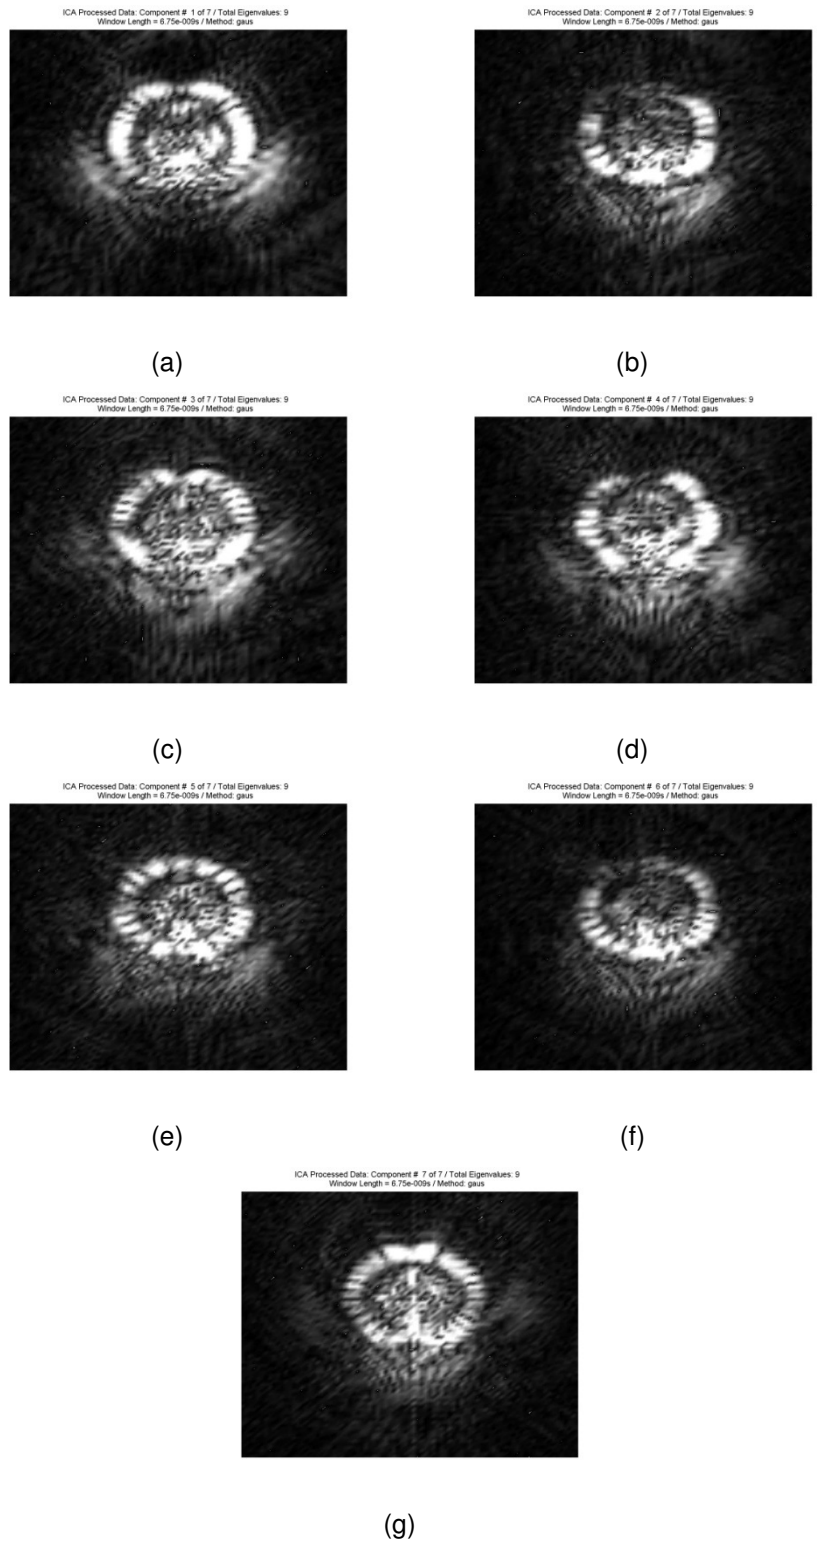 ICA Processed Data: Component # 1 of 7 / Total Eigenvalues: 9
Window Length = 6.75e-009s / Method: gaus
ICA Processed Data: Component # 2 of 7 / Total Eigenvalues: 9
Window Length = 6.75e-009s / Method: gaus
(a)
(b)
ICA Processed Data: Component # 3 of 7 / Total Eigenvalues: 9
Window Length = 6.75e-009s / Method: gaus
ICA Processed Data: Component # 4 of 7 / Total Eigenvalues: 9
Window Length = 6.75e-009s / Method: gaus
(c)
(d)
ICA Processed Data: Component # 5 of 7 / Total Eigenvalues: 9
Window Length = 6.75e-009s / Method: gaus
ICA Processed Data: Component # 6 of 7 / Total Eigenvalues: 9
Window Length = 6.75e-009s / Method: gaus
(e)
(f)
ICA Processed Data: Component # 7 of 7 / Total Eigenvalues: 9
Window Length = 6.75e-009s / Method: gaus
(g)